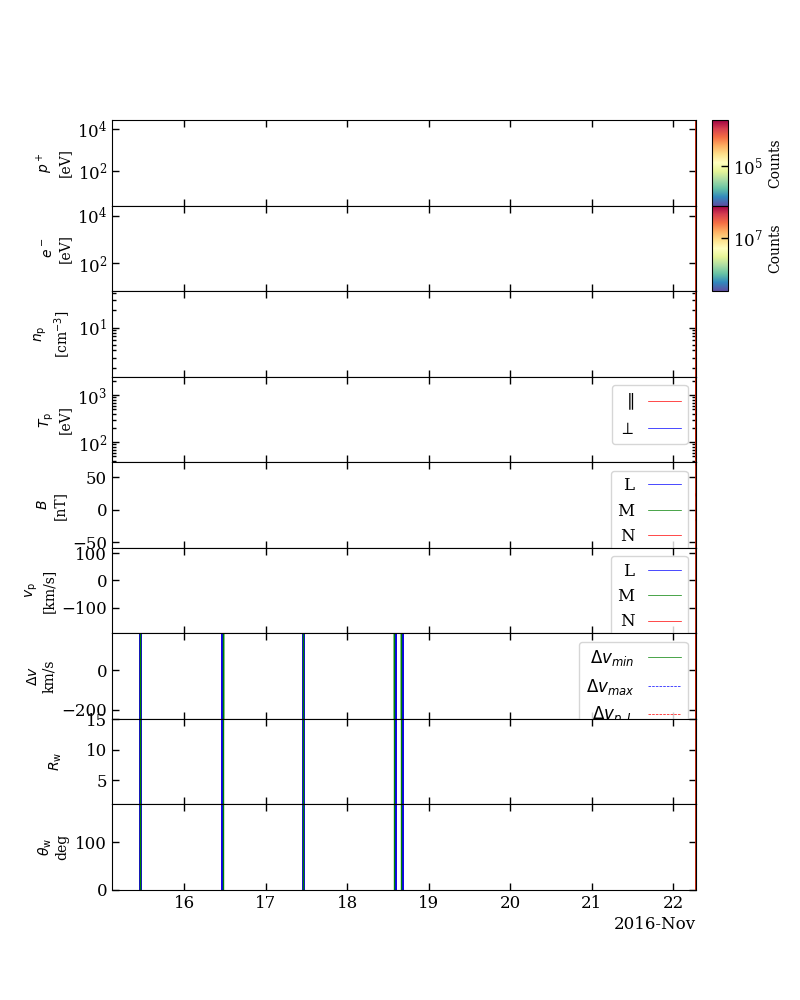 10^4
10^2
p^+
[eV]
10^5
Counts
10^4
10^2
e^−
[eV]
10^7
Counts
10^1
n_p
[cm^−3]
10^3
10^2
T_p
[eV]
∥
⊥
50
0
−50
B
[nT]
L
M
N
100
0
−100
v_p
[km/s]
L
M
N
0
−200
Δv
km/s
Δv_min
Δv_max
15
10
5
R_w
100
0
θ_w
deg
16 17 18 19 20 21 22
2016-Nov